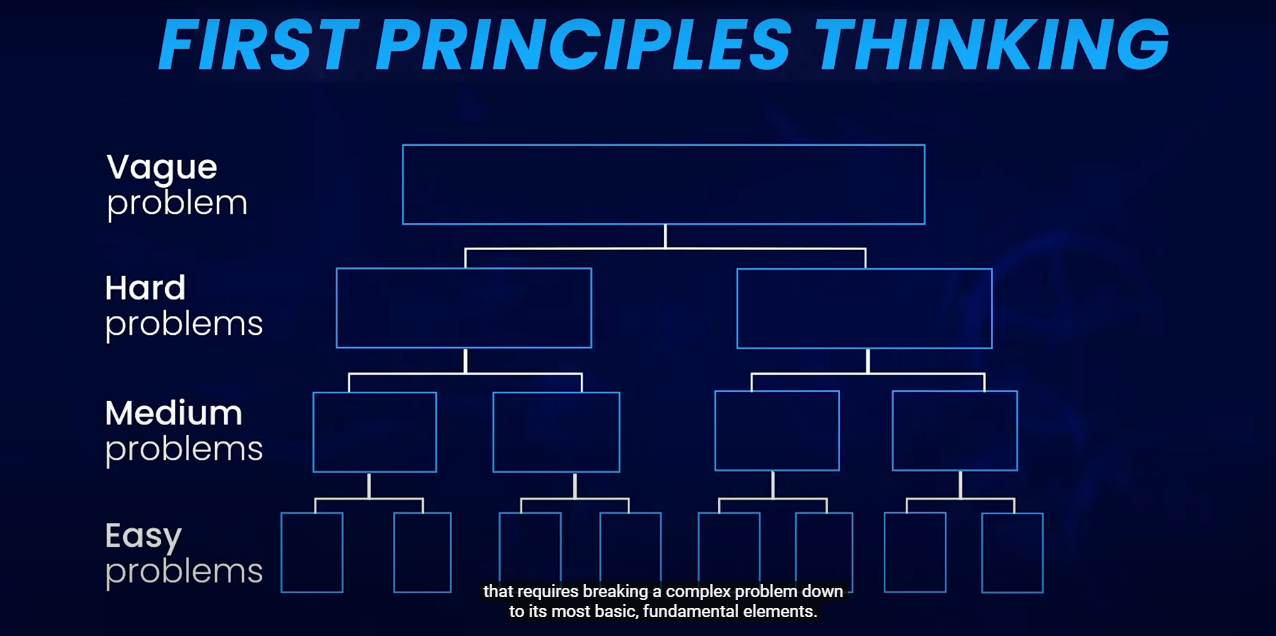 FIRST PRINCIPLES THINKING
Vague
problem
Hard
problems
Medium
problems
Easy
problems
that requires breaking a complex problem down
to its most basic, fundamental elements.